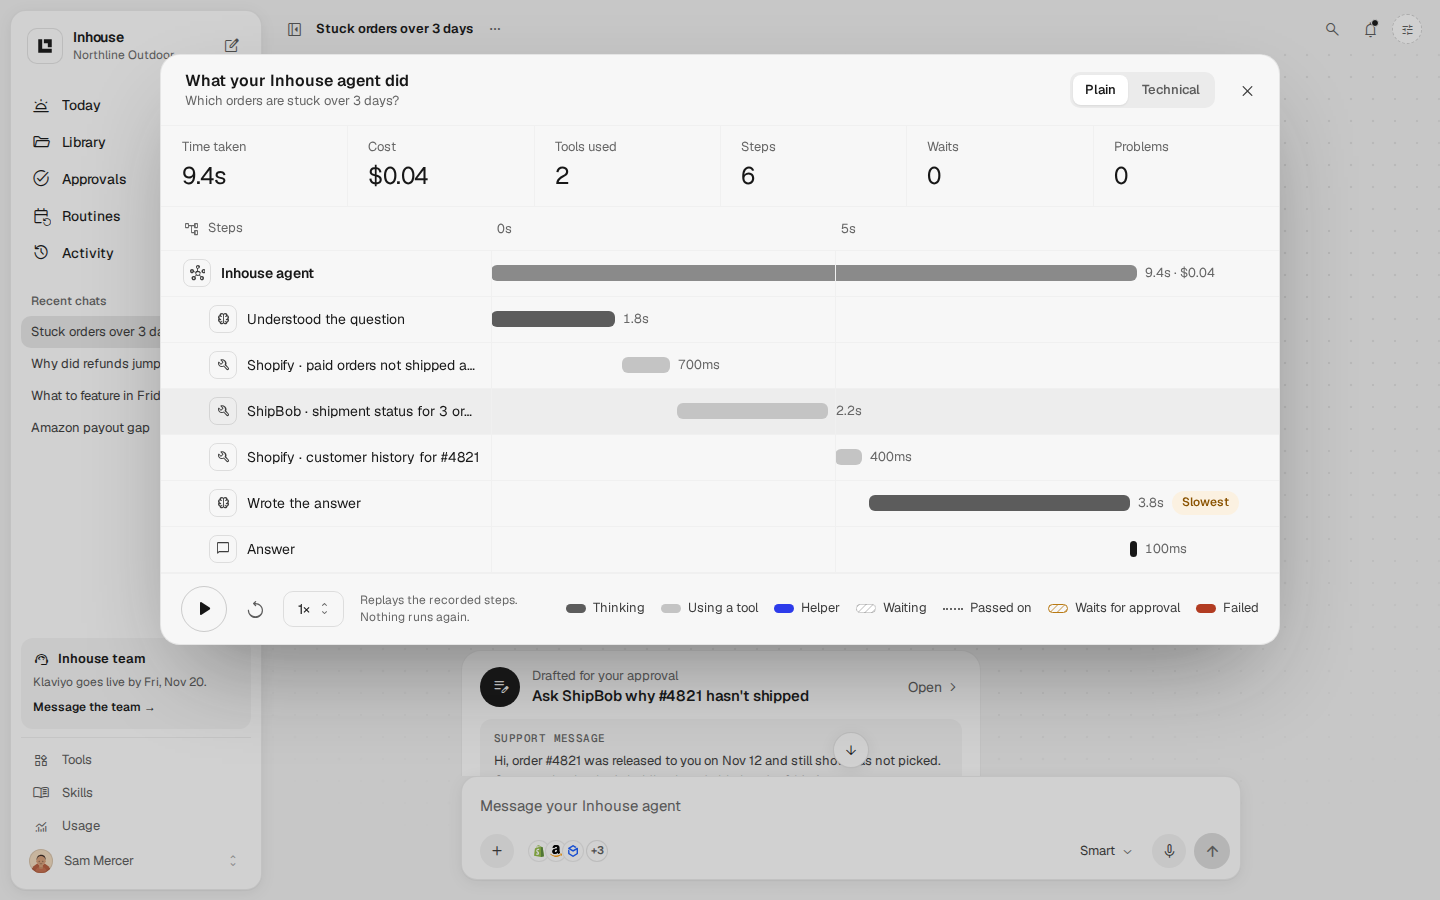 Inhouse
Northline Outdoor
Stuck orders over 3 days
Today
Library
Approvals
Routines
Activity
Recent chats
Stuck orders over 3 da
Why did refunds jump
What to feature in Frid
Amazon payout gap
What your Inhouse agent did
Which orders are stuck over 3 days?
Plain
Technical
Time taken
9.4s
Cost
$0.04
Tools used
2
Steps
6
Waits
0
Problems
0
Steps
0s
5s
Inhouse agent
9.4s · $0.04
Understood the question
1.8s
Shopify · paid orders not shipped a...
700ms
ShipBob · shipment status for 3 or...
2.2s
Shopify · customer history for #4821
400ms
Wrote the answer
3.8s
Slowest
Answer
100ms
1×
Replays the recorded steps.
Nothing runs again.
Thinking
Using a tool
Helper
Waiting
Passed on
Waits for approval
Failed
Inhouse team
Klaviyo goes live by Fri, Nov 20.
Message the team →
Tools
Skills
Usage
Sam Mercer
Drafted for your approval
Ask ShipBob why #4821 hasn't shipped
Open
SUPPORT MESSAGE
Hi, order #4821 was released to you on Nov 12 and still not picked.
Message your Inhouse agent
+3
Smart